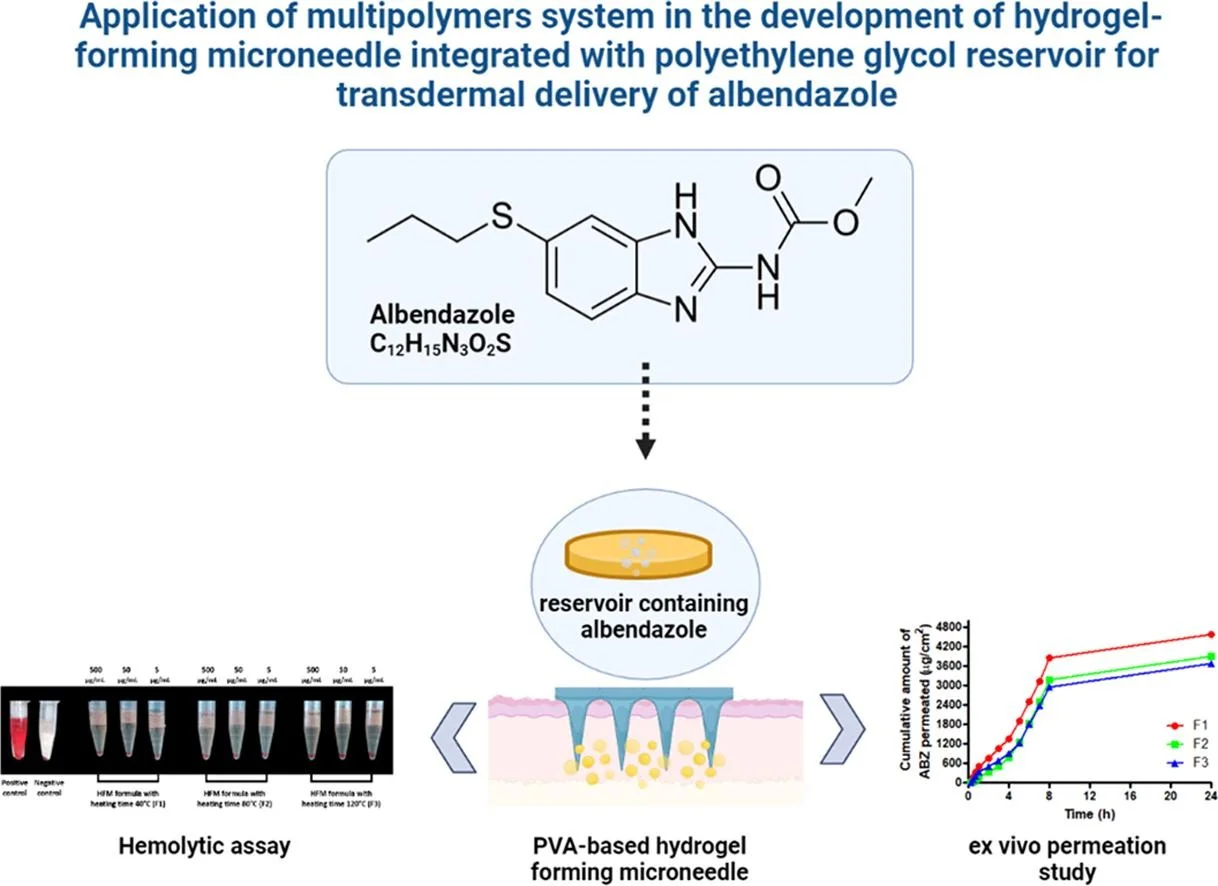 Application of multipolymers system in the development of hydrogel-
forming microneedle integrated with polyethylene glycol reservoir for
transdermal delivery of albendazole
S
H
N
N
N
H
O
O
Albendazole
C₁₂H₁₅N₃O₂S
reservoir containing
albendazole
500 50 5 500 50 5 500 50 5
µg/mL µg/mL µg/mL µg/mL µg/mL µg/mL µg/mL µg/mL µg/mL
Positive
control
Negative
control
HFM formula with
heating time 40°C (F1)
HFM formula with
heating time 80°C (F2)
HFM formula with
heating time 120°C (F3)
Hemolytic assay
PVA-based hydrogel
forming microneedle
Cumulative amount of
ABZ permeated (µg/cm²)
4800
4200
3600
3000
2400
1800
1200
600
0
0 4 8 12 16 20 24
Time (h)
F1
F2
F3
ex vivo permeation
study